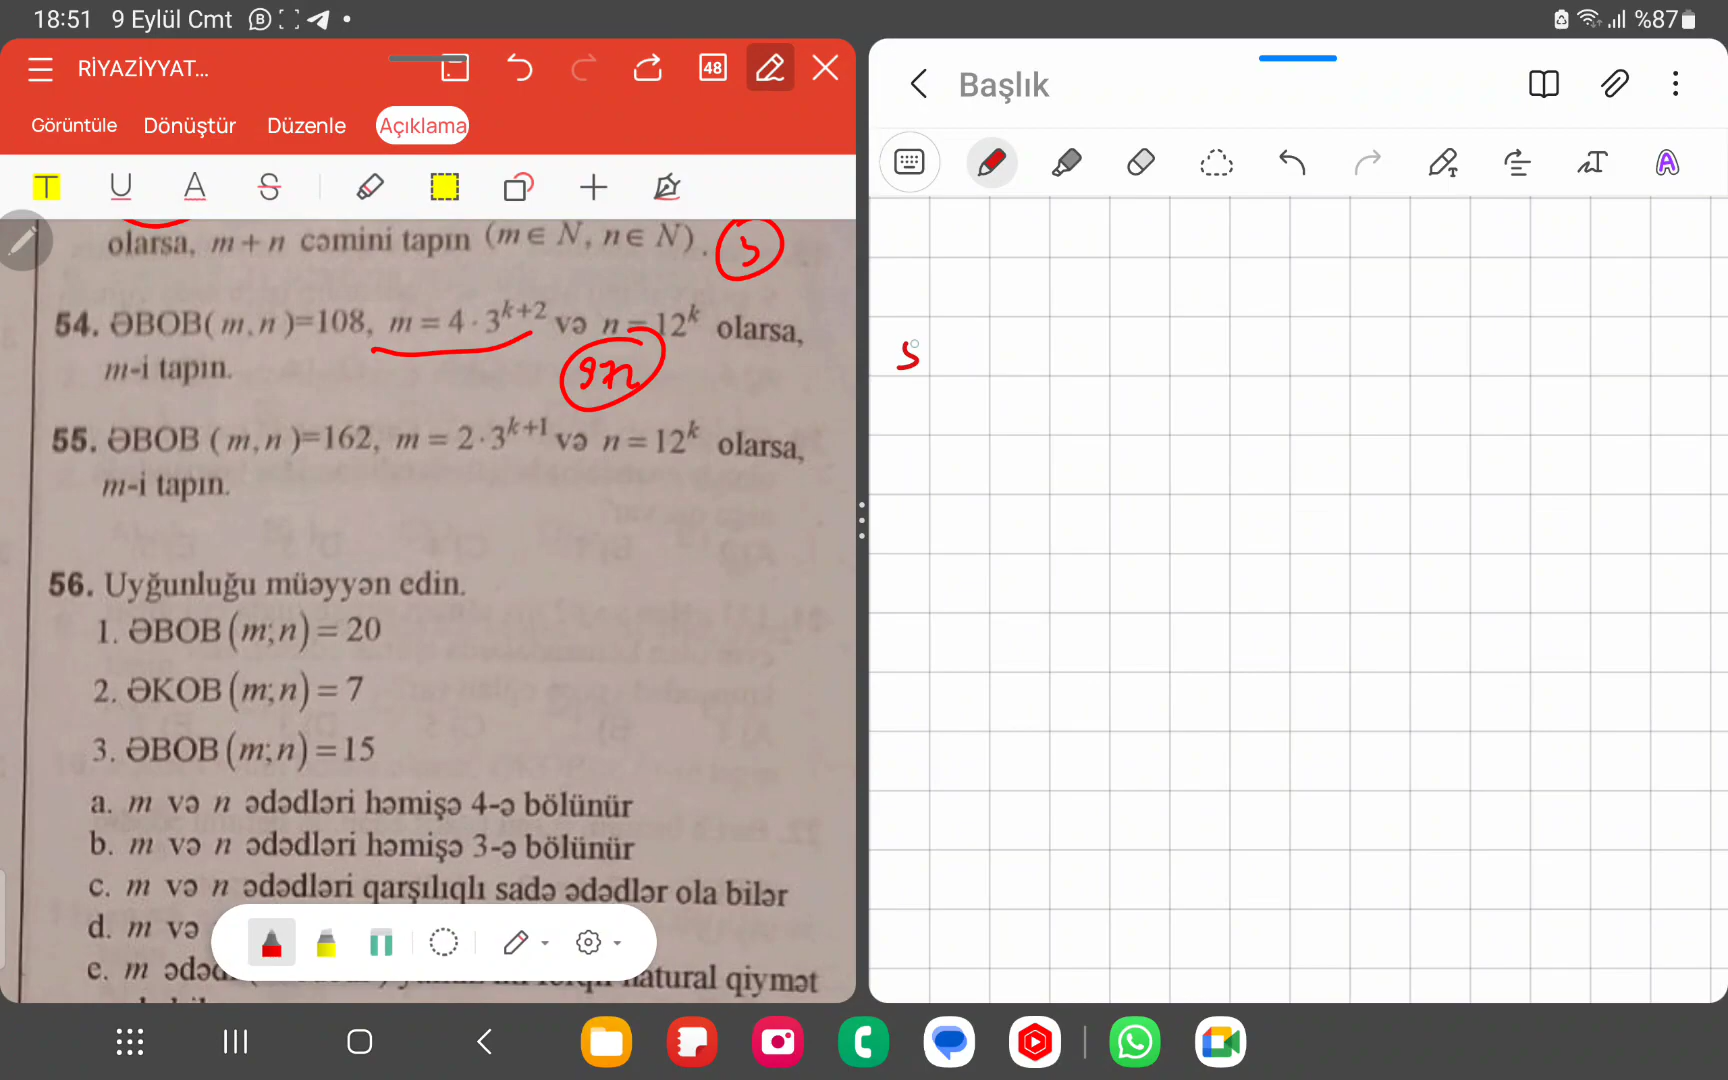 18:51 9 Eylül Cmt
%87
RİYAZİYYAT...
48
Görüntüle Dönüştür Düzenle Açıklama
Başlık
olarsa, m + n cəmini tapın (m ∈ N, n ∈ N).
54. ƏBOB(m,n)=108, m = 4 · 3^{k+2} və n = 12^k olarsa,
m-i tapın.
55. ƏBOB (m,n)=162, m = 2·3^{k+1} və n = 12^k olarsa,
m-i tapın.
56. Uyğunluğu müəyyən edin.
1. ƏBOB(m;n) = 20
2. ƏKOB(m;n) = 7
3. ƏBOB(m;n) = 15
a. m və n ədədləri həmişə 4-ə bölünür
b. m və n ədədləri həmişə 3-ə bölünür
c. m və n ədədləri qarşılıqlı sadə ədədlər ola bilər
d. m və
e. m natural qiymət